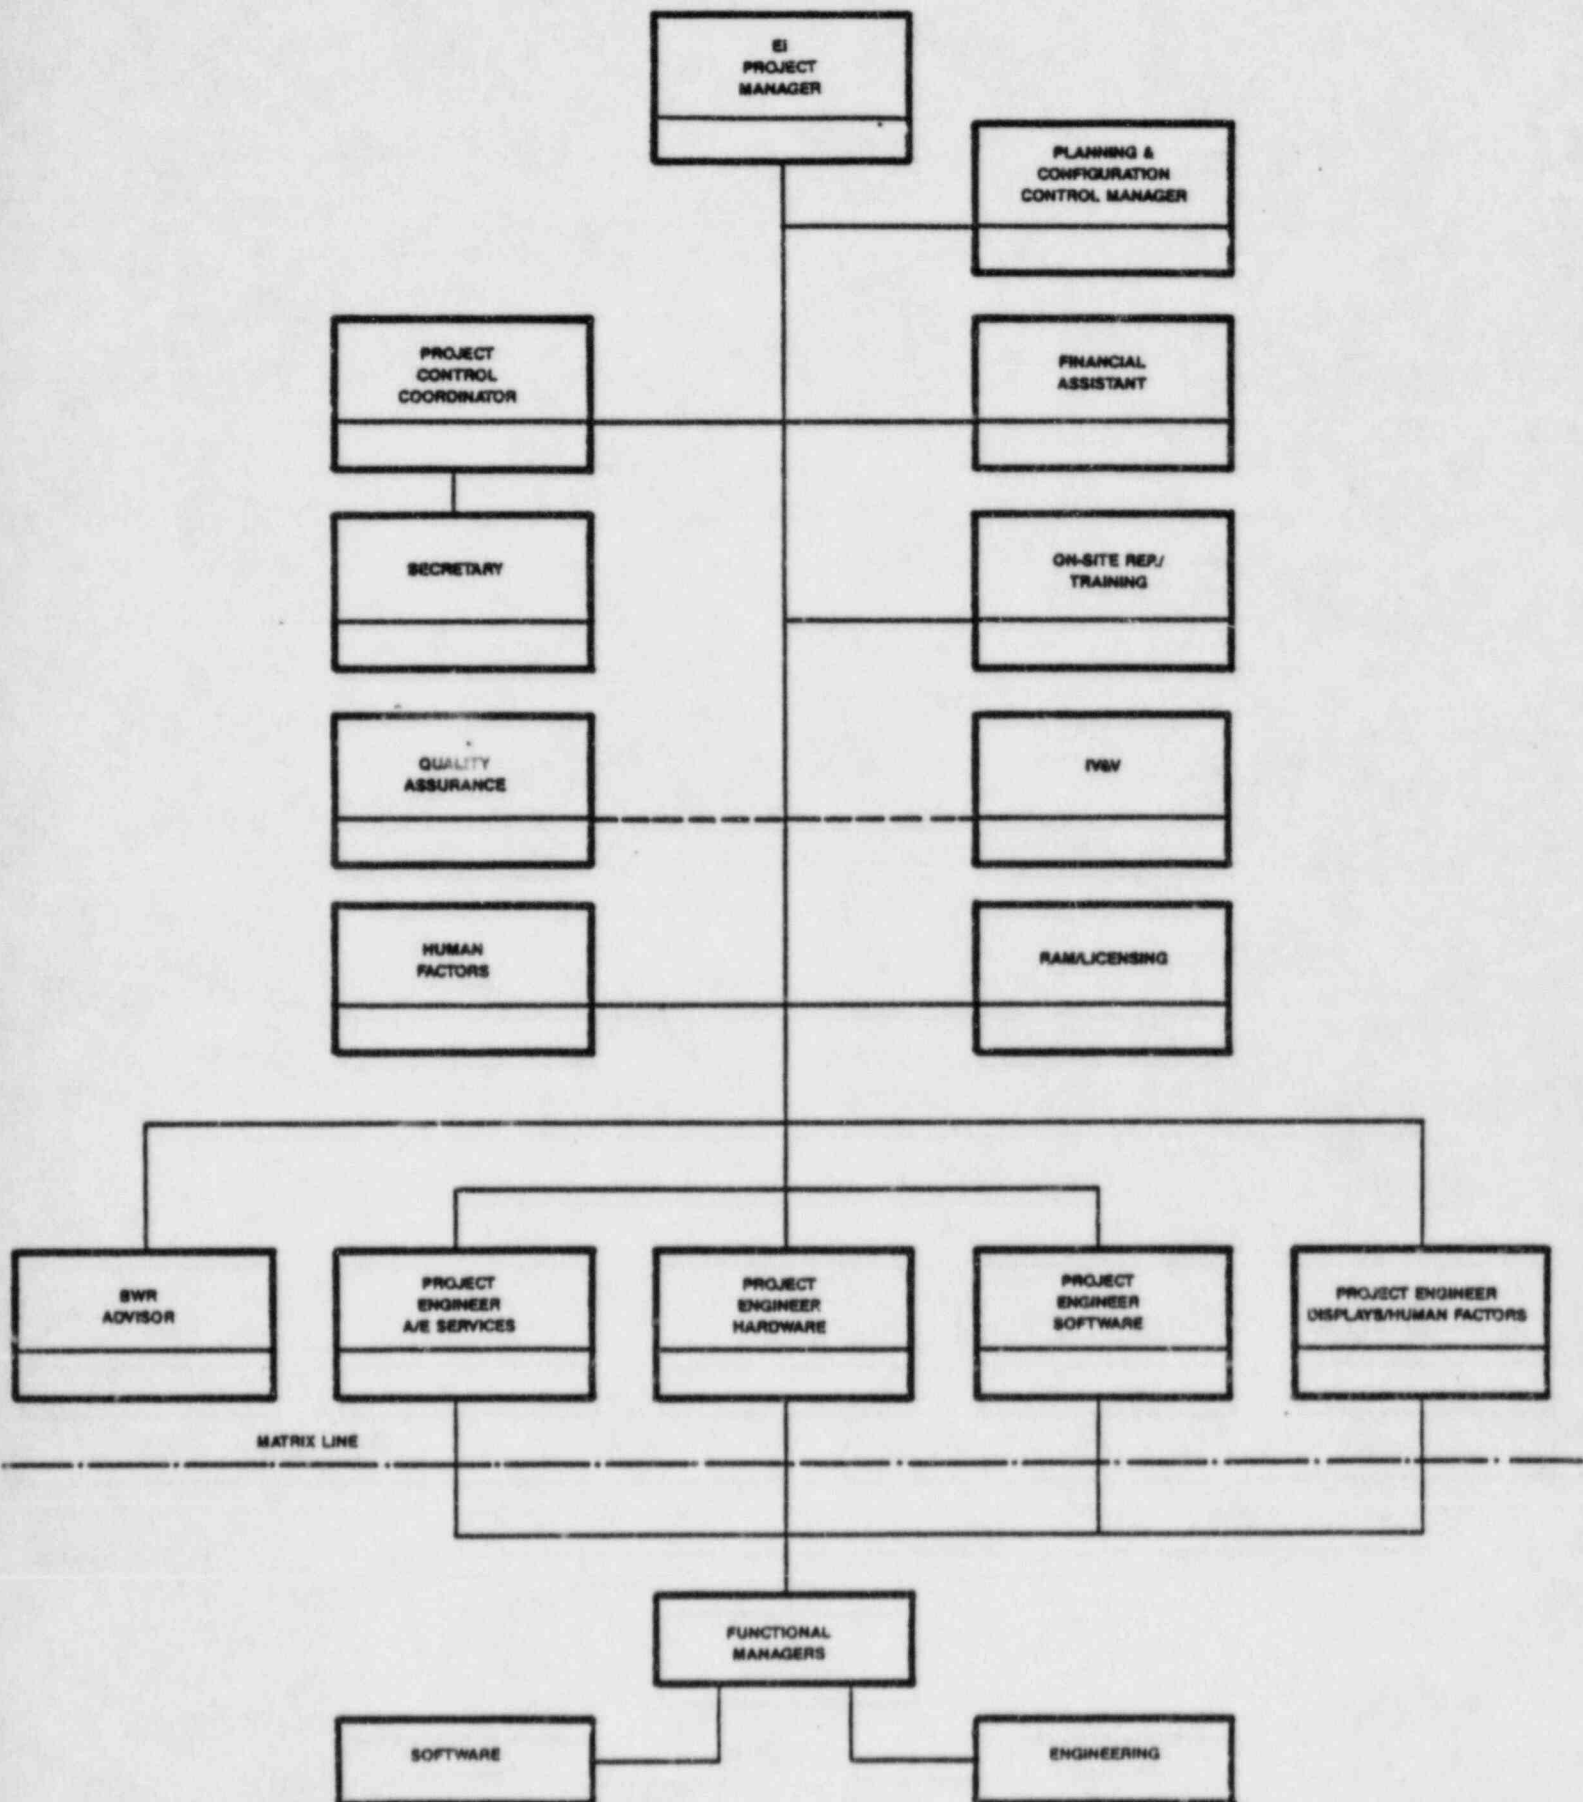 Ei
PROJECT
MANAGER
PLANNING &
CONFIGURATION
CONTROL MANAGER
PROJECT
CONTROL
COORDINATOR
FINANCIAL
ASSISTANT
SECRETARY
ON-SITE REP./
TRAINING
QUALITY
ASSURANCE
IV&V
HUMAN
FACTORS
RAM/LICENSING
BWR
ADVISOR
PROJECT
ENGINEER
A/E SERVICES
PROJECT
ENGINEER
HARDWARE
PROJECT
ENGINEER
SOFTWARE
PROJECT ENGINEER
DISPLAYS/HUMAN FACTORS
MATRIX LINE
FUNCTIONAL
MANAGERS
SOFTWARE
ENGINEERING